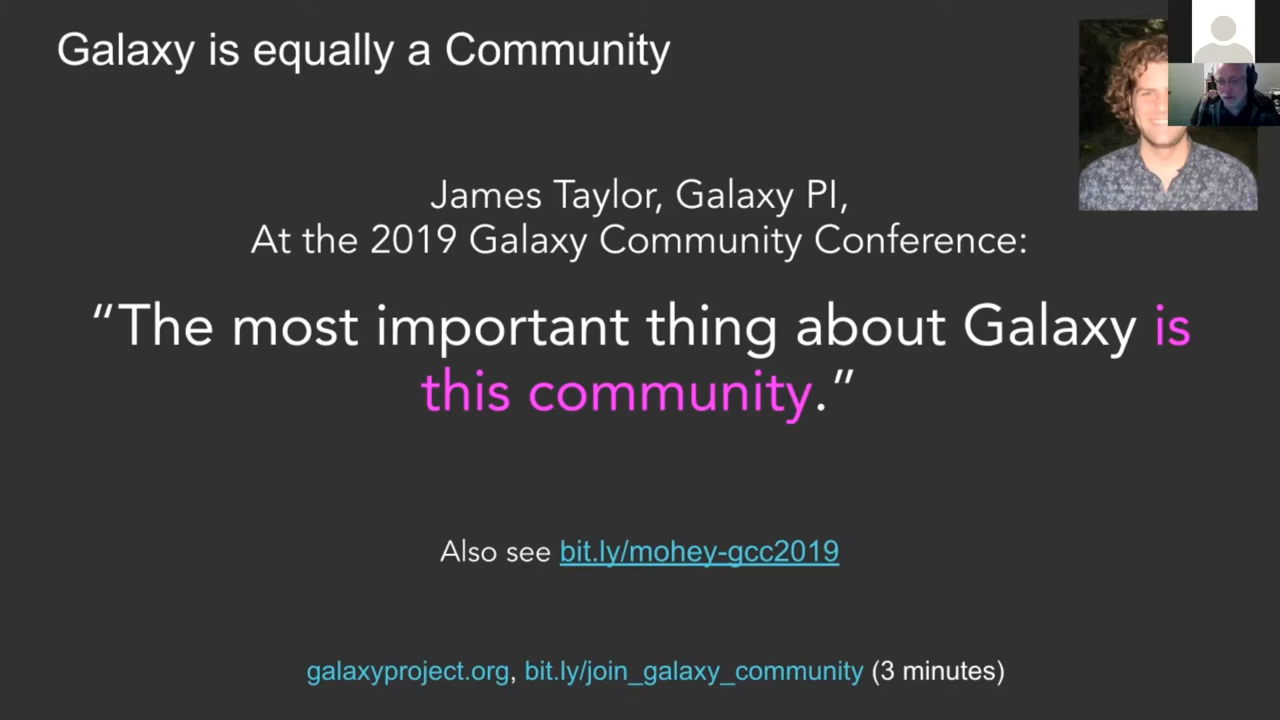 Galaxy is equally a Community
James Taylor, Galaxy PI,
At the 2019 Galaxy Community Conference:
“The most important thing about Galaxy is
this community.”
Also see bit.ly/mohey-gcc2019
galaxyproject.org, bit.ly/join_galaxy_community (3 minutes)